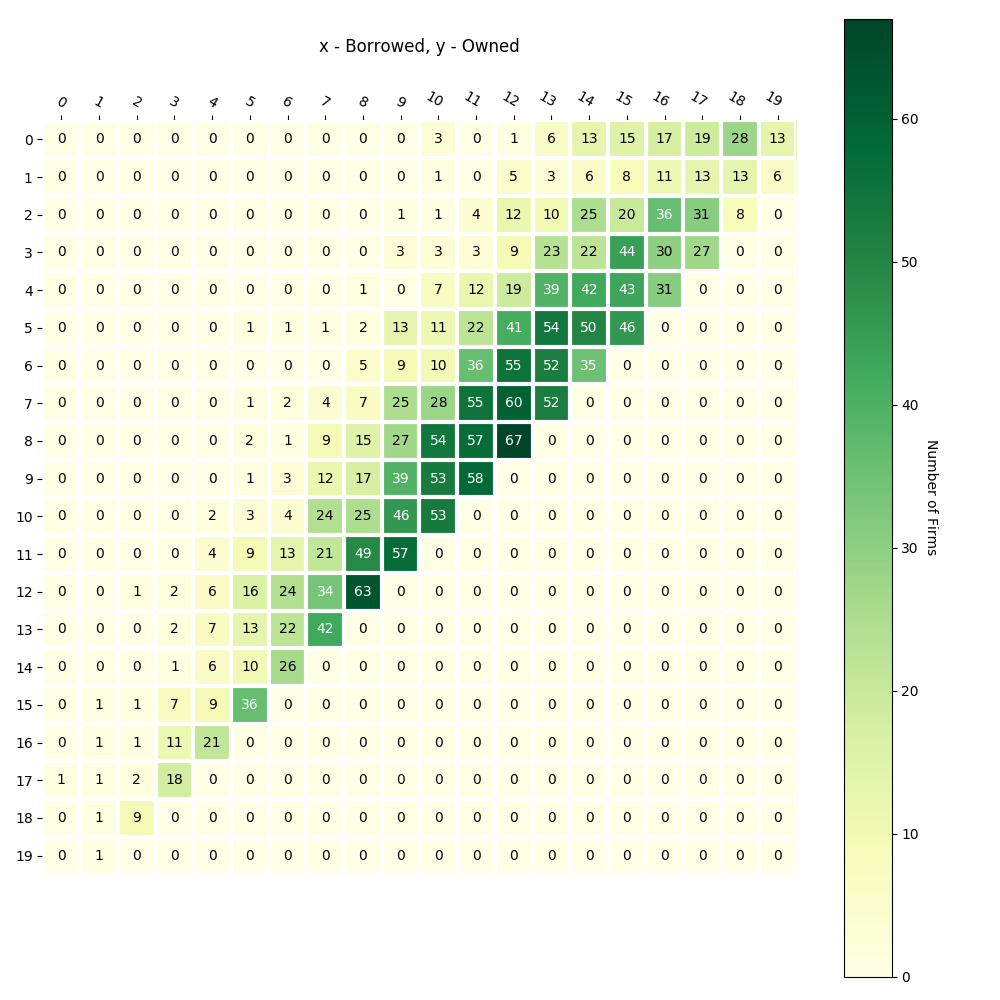 x - Borrowed, y - Owned
0 1 2 3 4 5 6 7 8 9 10 11 12 13 14 15 16 17 18 19
0 0 0 0 0 0 0 0 0 0 0 3 0 1 6 13 15 17 19 28 13
1 0 0 0 0 0 0 0 0 0 0 1 0 5 3 6 8 11 13 13 6
2 0 0 0 0 0 0 0 0 0 1 1 4 12 10 25 20 36 31 8 0
3 0 0 0 0 0 0 0 0 0 3 3 3 9 23 22 44 30 27 0 0
4 0 0 0 0 0 0 0 0 1 0 7 12 19 39 42 43 31 0 0 0
5 0 0 0 0 0 1 1 1 2 13 11 22 41 54 50 46 0 0 0 0
6 0 0 0 0 0 0 0 0 5 9 10 36 55 52 35 0 0 0 0 0
7 0 0 0 0 0 1 2 4 7 25 28 55 60 52 0 0 0 0 0 0
8 0 0 0 0 0 2 1 9 15 27 54 57 67 0 0 0 0 0 0 0
9 0 0 0 0 0 1 3 12 17 39 53 58 0 0 0 0 0 0 0 0
10 0 0 0 0 2 3 4 24 25 46 53 0 0 0 0 0 0 0 0 0
11 0 0 0 0 4 9 13 21 49 57 0 0 0 0 0 0 0 0 0 0
12 0 0 1 2 6 16 24 34 63 0 0 0 0 0 0 0 0 0 0 0
13 0 0 0 2 7 13 22 42 0 0 0 0 0 0 0 0 0 0 0 0
14 0 0 0 1 6 10 26 0 0 0 0 0 0 0 0 0 0 0 0 0
15 0 1 1 7 9 36 0 0 0 0 0 0 0 0 0 0 0 0 0 0
16 0 1 1 11 21 0 0 0 0 0 0 0 0 0 0 0 0 0 0 0
17 1 1 2 18 0 0 0 0 0 0 0 0 0 0 0 0 0 0 0 0
18 0 1 9 0 0 0 0 0 0 0 0 0 0 0 0 0 0 0 0 0
19 0 1 0 0 0 0 0 0 0 0 0 0 0 0 0 0 0 0 0 0
60
50
40
30
20
10
0
Number of Firms